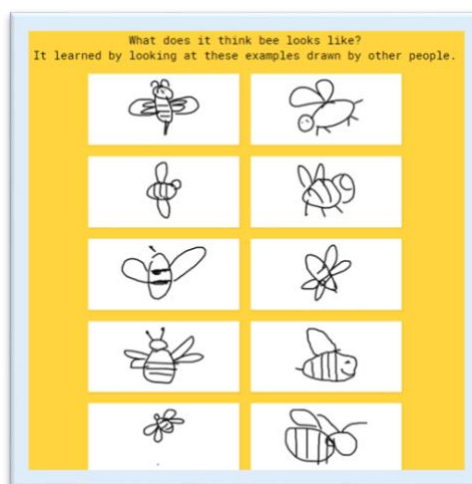 What does it think bee looks like?
It learned by looking at these examples drawn by other people.